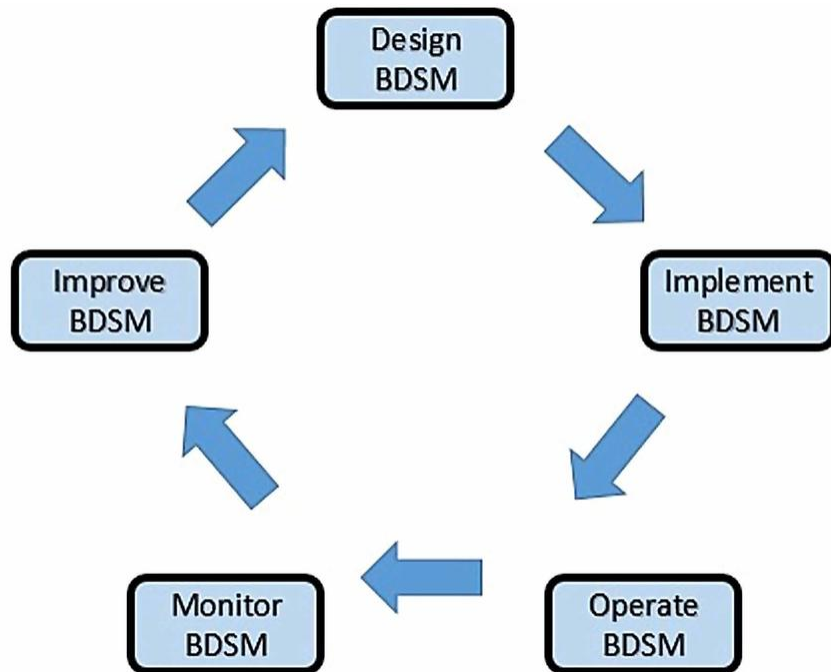 Design
BDSM
Implement
BDSM
Operate
BDSM
Monitor
BDSM
Improve
BDSM